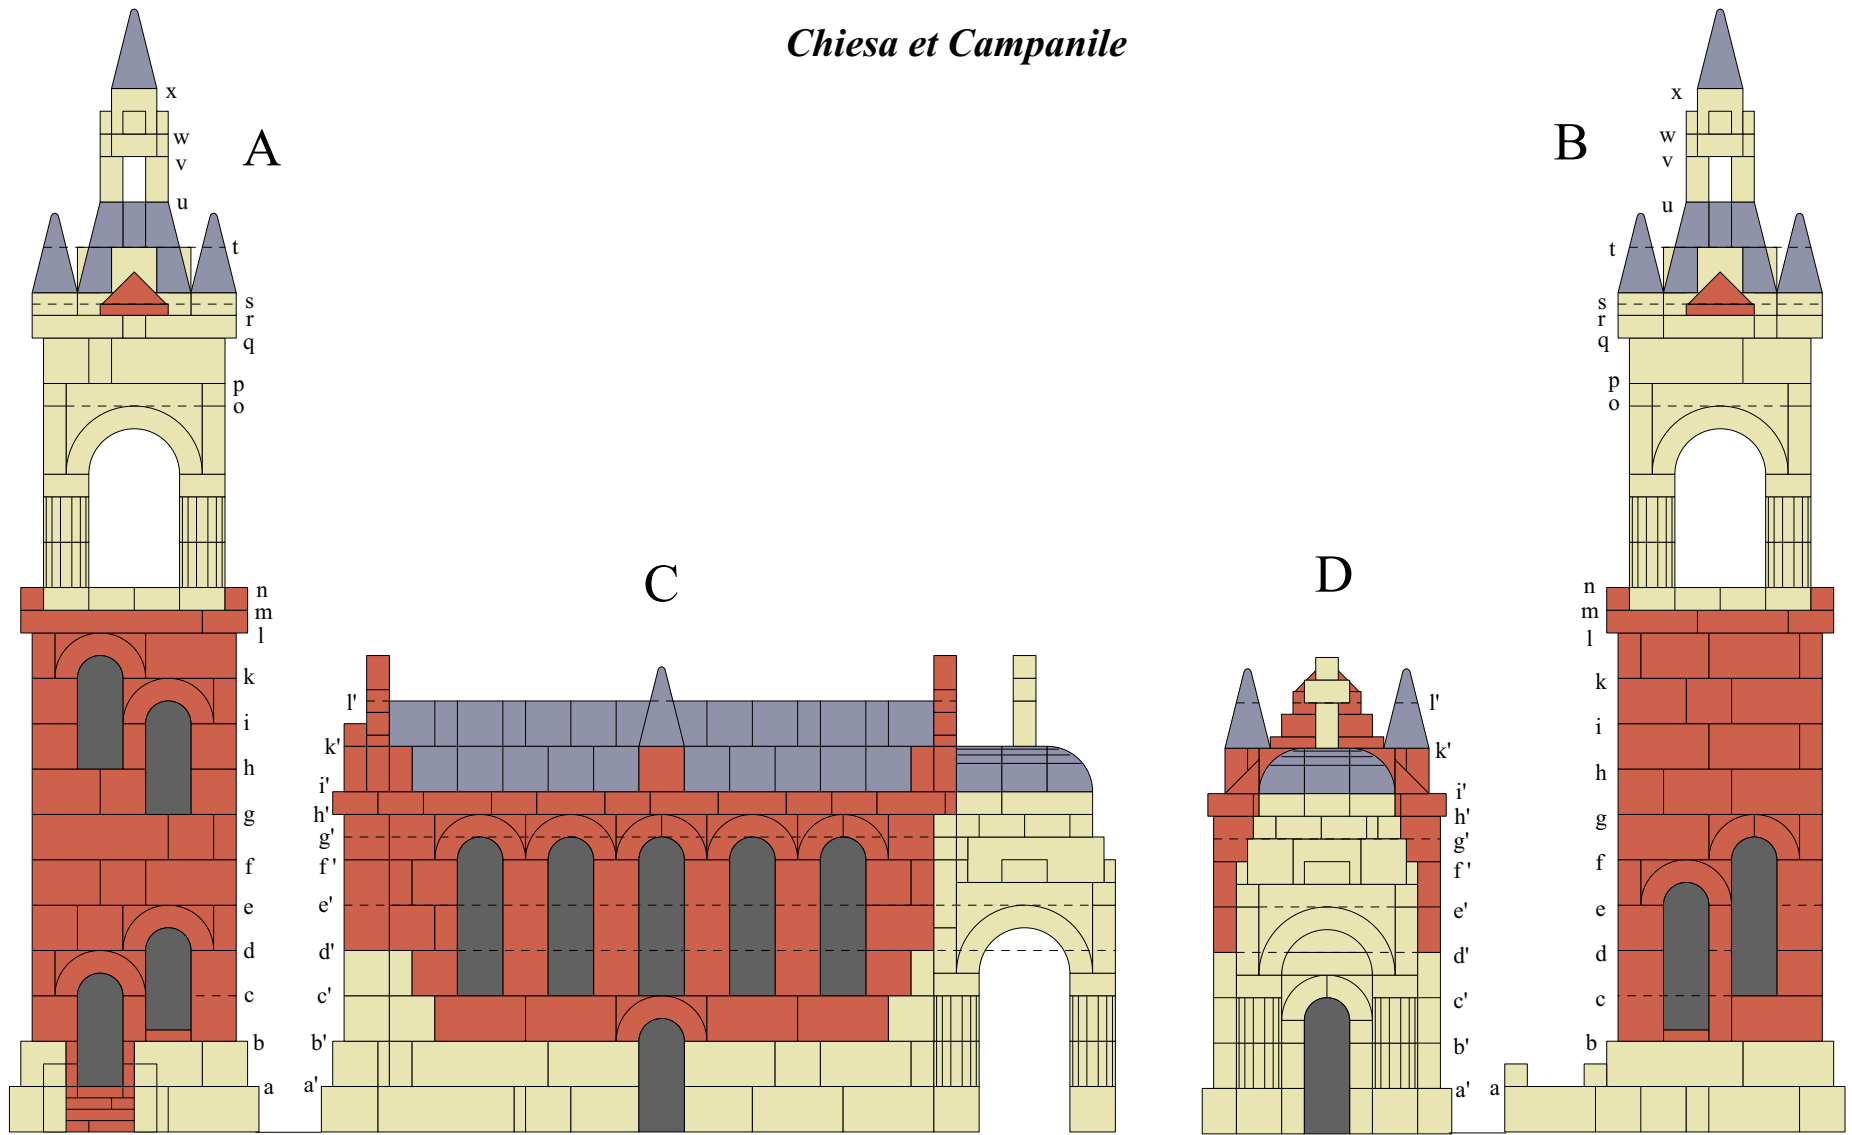 Chiesa et Campanile
A
x
w
v
u
t
s
r
q
p
o
n
m
l
k
i
h
g
f
e
d
c
b
a
C
l'
k'
i'
h'
g'
f '
e'
d'
c'
b'
a'
D
l'
k'
i'
h'
g'
f '
e'
d'
c'
b'
a'
B
x
w
v
u
t
s
r
q
p
o
n
m
l
k
i
h
g
f
e
d
c
b
a